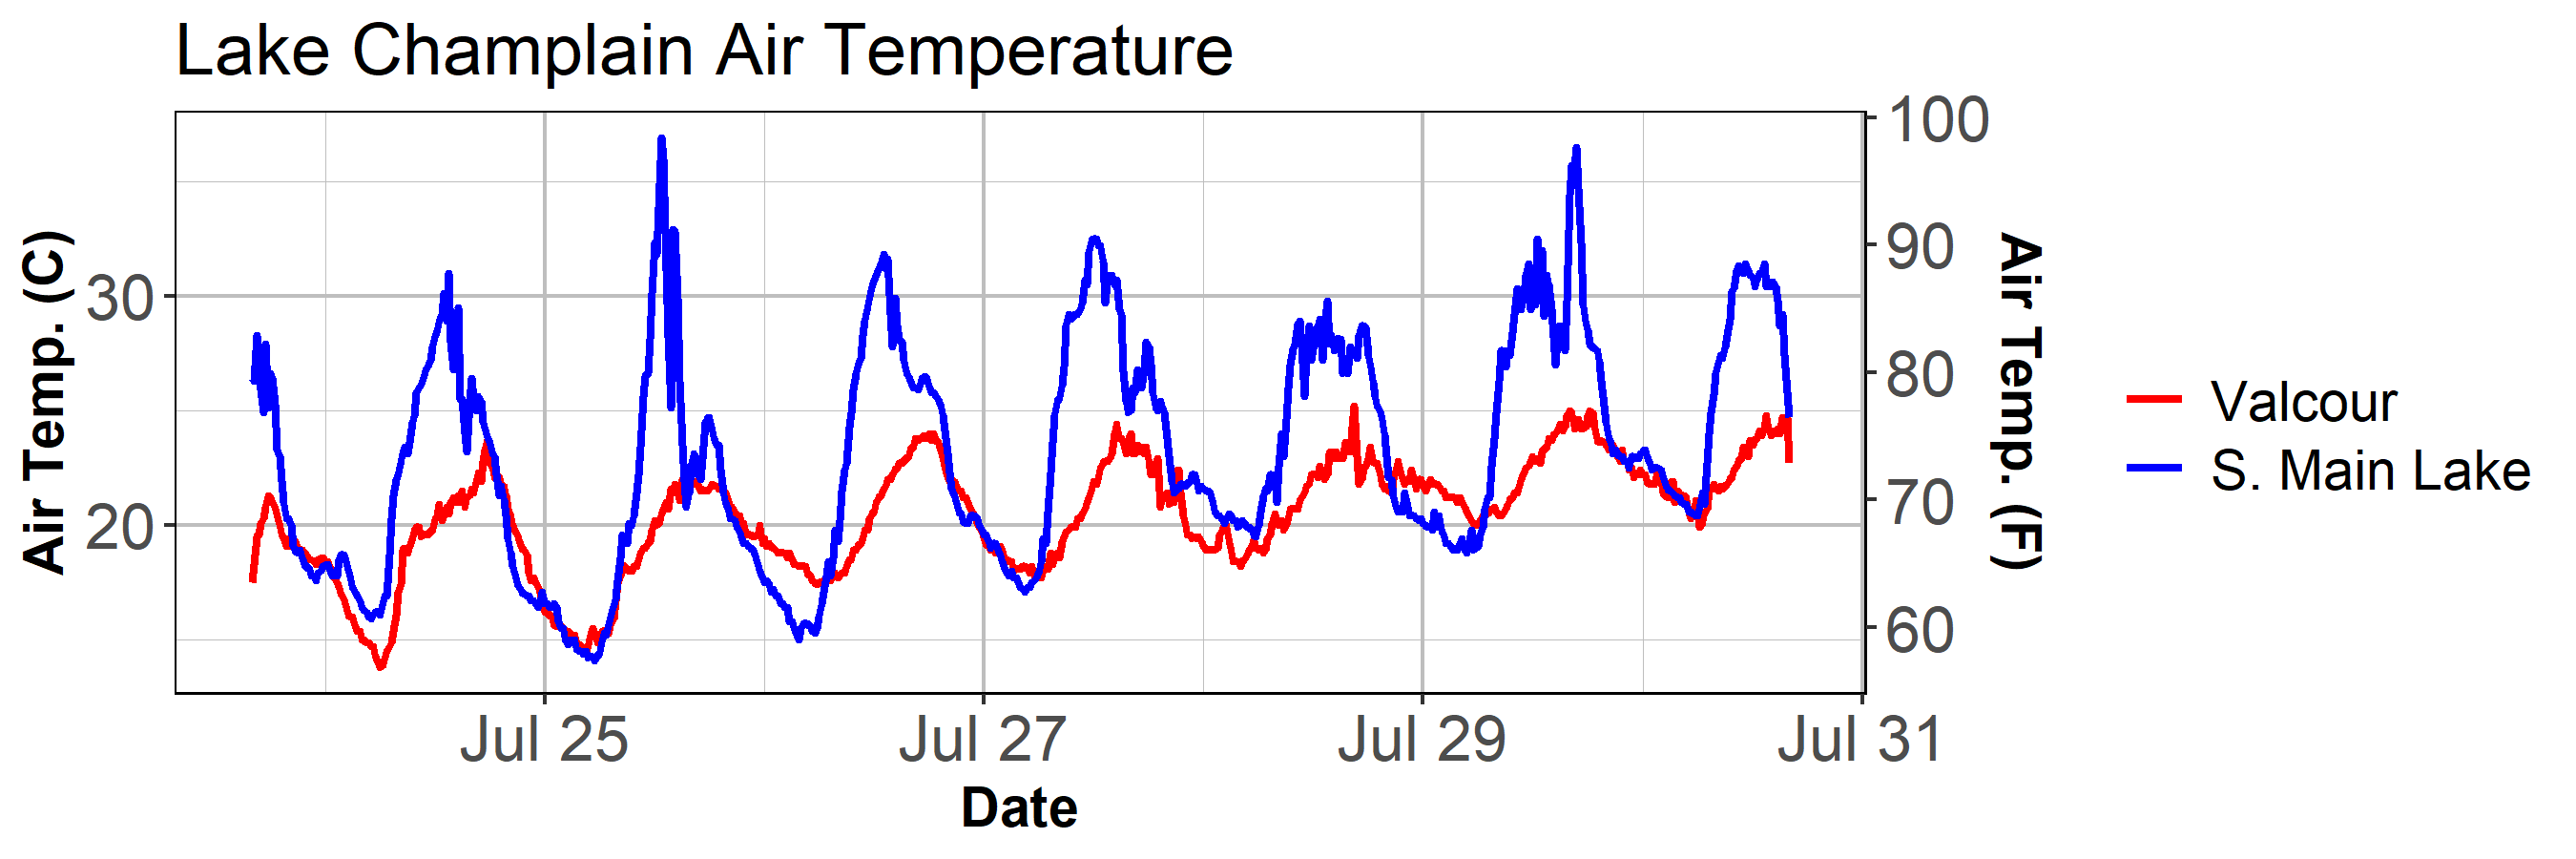 Lake Champlain Air Temperature
Air Temp. (C)
30
20
100
90
80
70
60
Air Temp. (F)
Jul 25
Jul 27
Jul 29
Jul 31
Date
Valcour
S. Main Lake